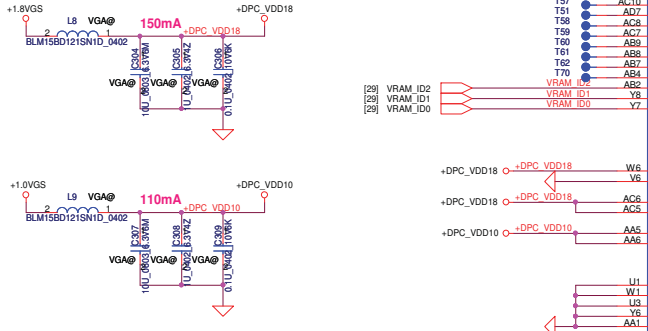 +1.8VGS
L8 VGA@
150mA
+DPC_VDD18
+DPC_VDD18
2 1
BLM15BD121SN1D_0402
C304
10U_0603_6.3V6M
VGA@
C305
1U_0402_6.3V4Z
VGA@
C306
0.1U_0402_10V6K
VGA@
+1.0VGS
L9 VGA@
110mA
+DPC_VDD10
+DPC_VDD10
2 1
BLM15BD121SN1D_0402
C307
10U_0603_6.3V6M
VGA@
C308
1U_0402_6.3V4Z
VGA@
C309
0.1U_0402_10V6K
VGA@
T57 AC10
T51 AD7
T58 AC8
T59 AC7
T60 AB9
T61 AB8
T62 AB7
T70 AB4
[29] VRAM_ID2 VRAM_ID2 AB2
[29] VRAM_ID1 VRAM_ID1 Y8
[29] VRAM_ID0 VRAM_ID0 Y7
+DPC_VDD18 +DPC_VDD18 W6
V6
+DPC_VDD18 +DPC_VDD18 AC6
AC5
+DPC_VDD10 +DPC_VDD10 AA5
AA6
U1
W1
U3
Y6
AA1